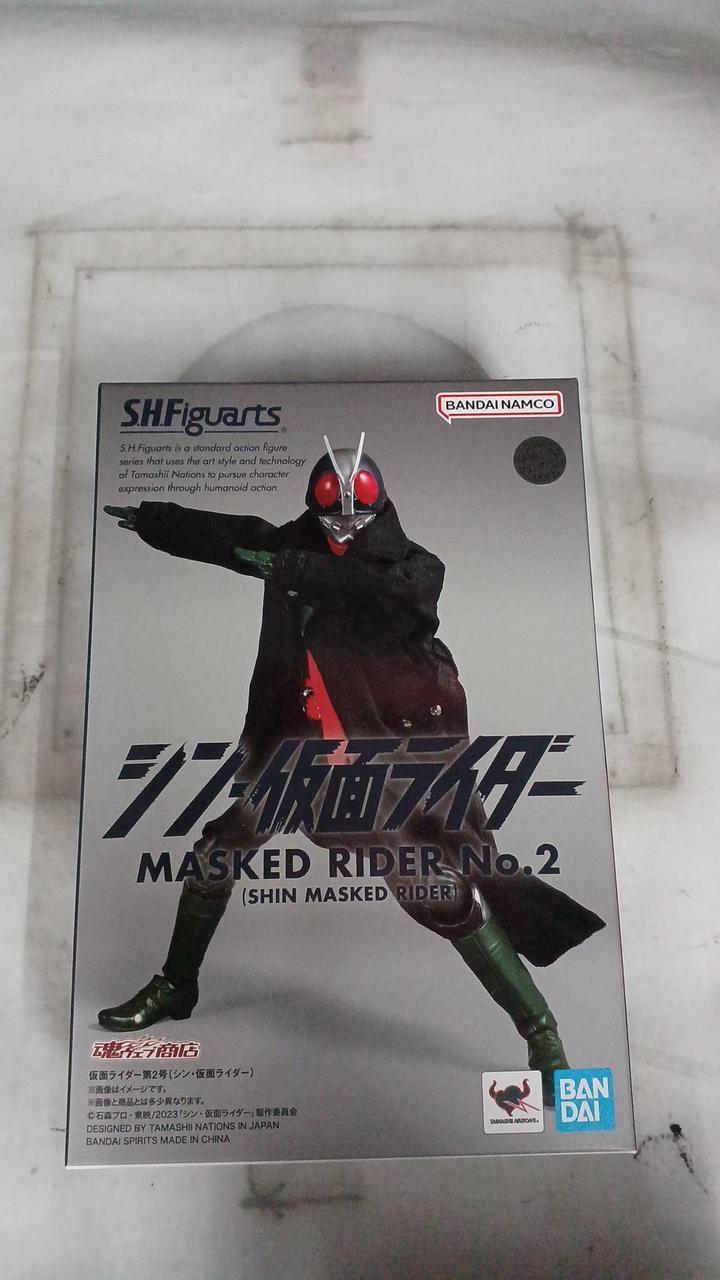 S.H.Figuarts®
BANDAI NAMCO
S.H.Figuarts is a standard action figure
series that uses the art style and technology
of Tamashii Nations to pursue character
expression through humanoid action.
シン・仮面ライダー
MASKED RIDER No.2
(SHIN MASKED RIDER)
魂ウェブ商店
仮面ライダー第2号(シン・仮面ライダー)
※画像はイメージです。
※画像と商品とは多少異なります。
©石森プロ・東映/2023「シン・仮面ライダー」製作委員会
DESIGNED BY TAMASHII NATIONS IN JAPAN
BANDAI SPIRITS MADE IN CHINA
TAMASHII NATIONS
BAN
DAI